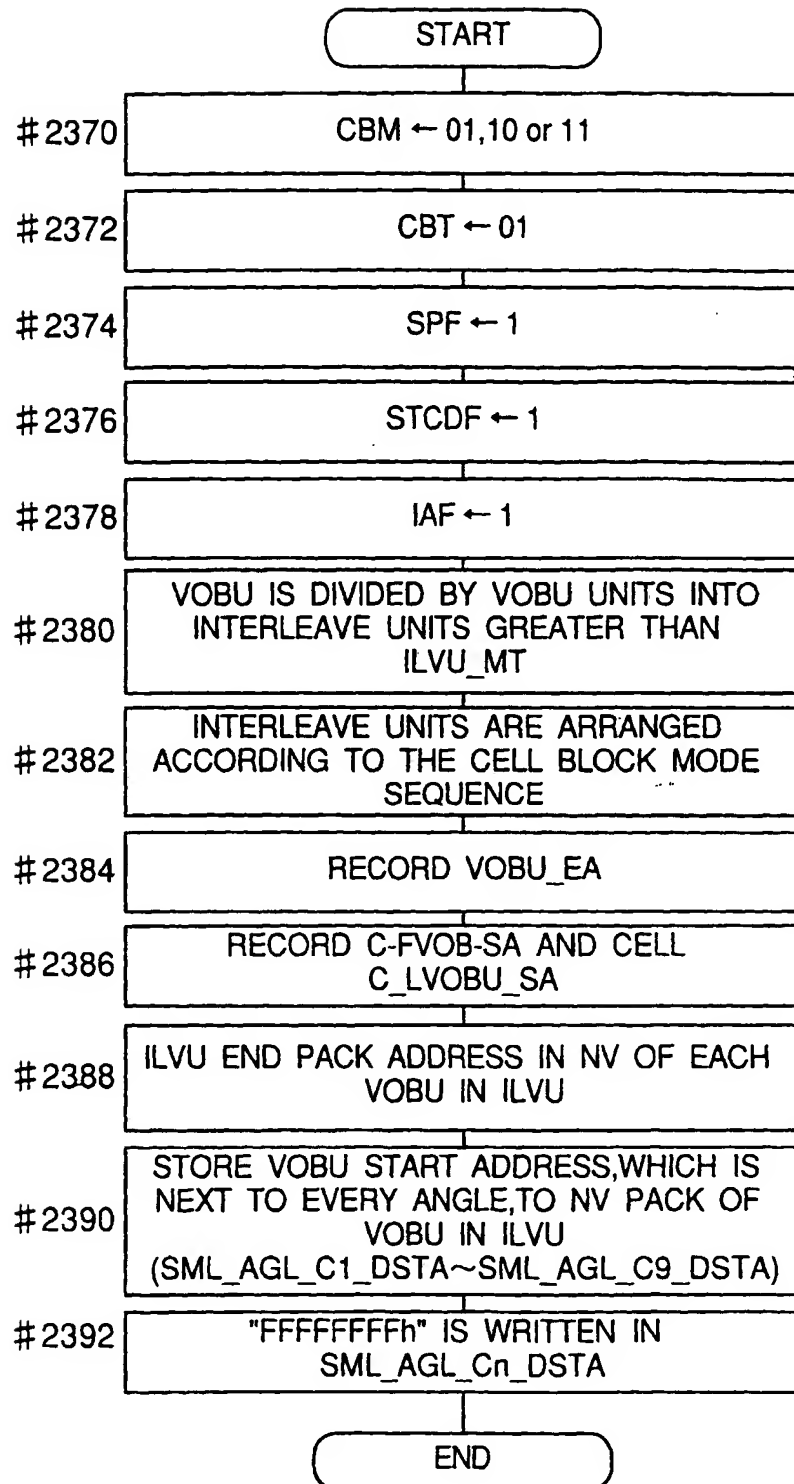 START
#2370 CBM ← 01,10 or 11
#2372 CBT ← 01
#2374 SPF ← 1
#2376 STCDF ← 1
#2378 IAF ← 1
VOBU IS DIVIDED BY VOBU UNITS INTO
#2380 INTERLEAVE UNITS GREATER THAN
ILVU_MT
INTERLEAVE UNITS ARE ARRANGED
#2382 ACCORDING TO THE CELL BLOCK MODE
SEQUENCE
#2384 RECORD VOBU_EA
#2386 RECORD C-FVOB-SA AND CELL
C_LVOBU_SA
#2388 ILVU END PACK ADDRESS IN NV OF EACH
VOBU IN ILVU
STORE VOBU START ADDRESS,WHICH IS
#2390 NEXT TO EVERY ANGLE,TO NV PACK OF
VOBU IN ILVU
(SML_AGL_C1_DSTA~SML_AGL_C9_DSTA)
#2392 "FFFFFFFFh" IS WRITTEN IN
SML_AGL_Cn_DSTA
END